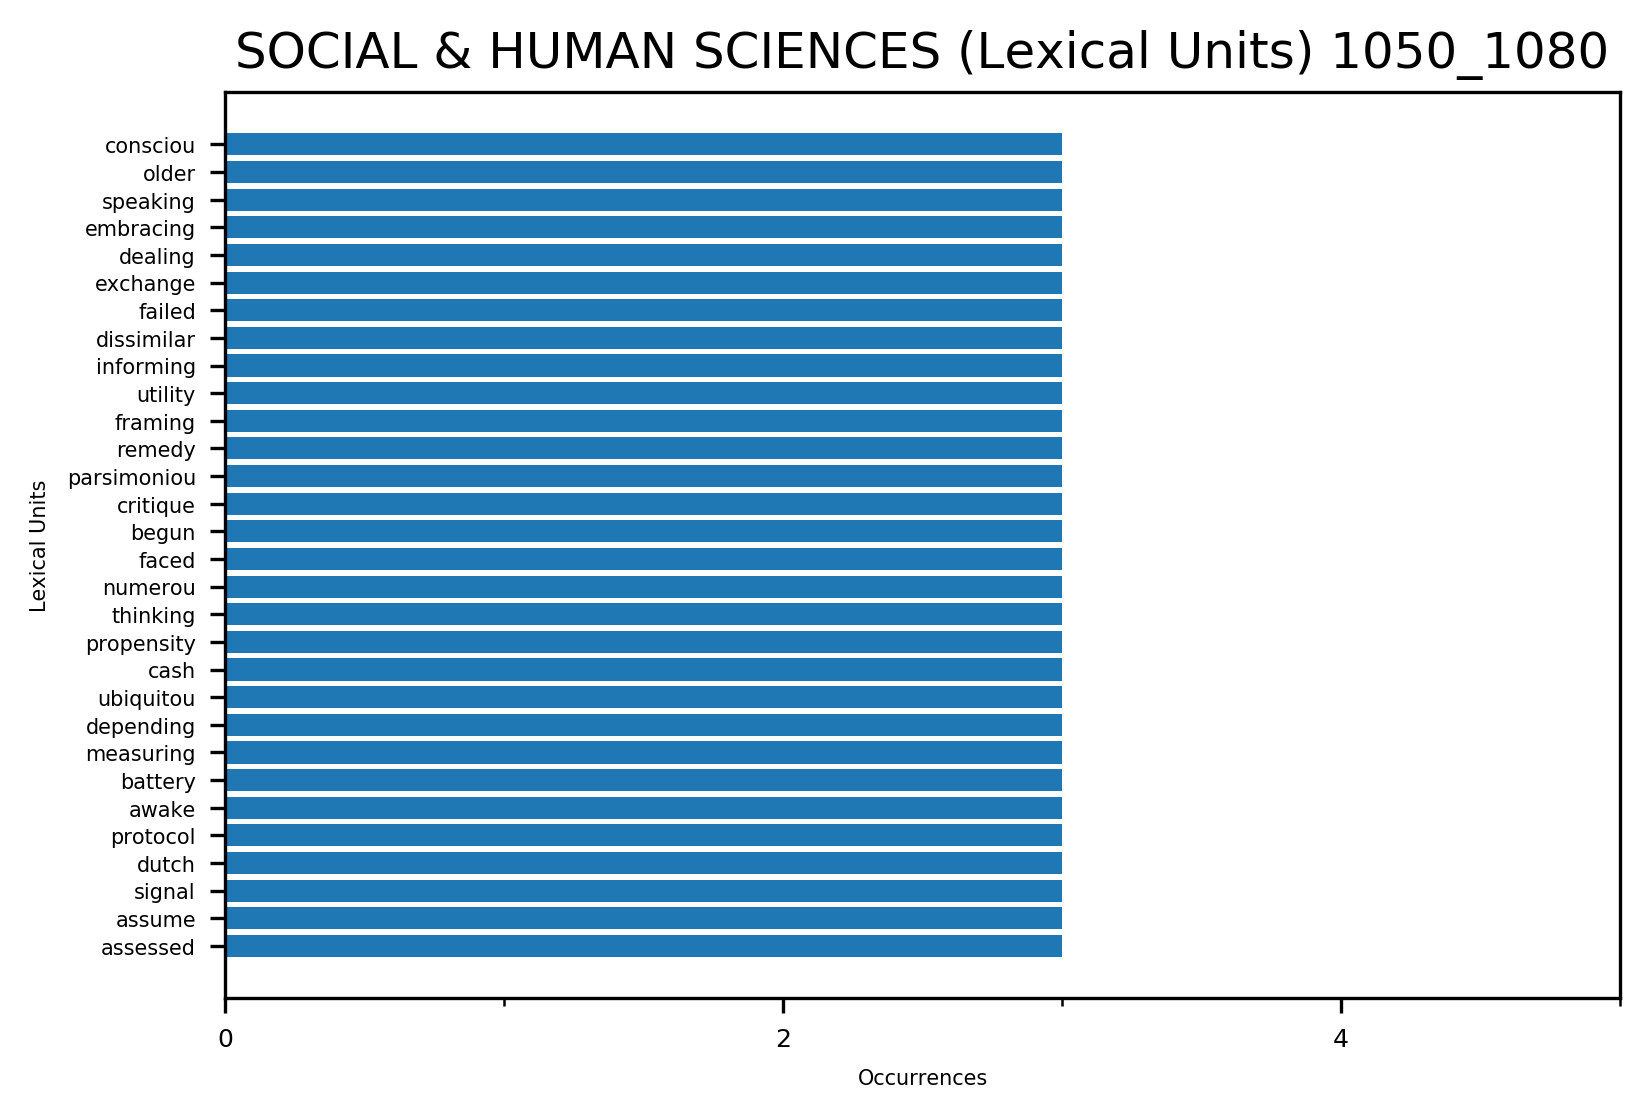 SOCIAL & HUMAN SCIENCES (Lexical Units) 1050_1080
consciou
older
speaking
embracing
dealing
exchange
failed
dissimilar
informing
utility
framing
remedy
parsimoniou
critique
begun
faced
numerou
thinking
propensity
cash
ubiquitou
depending
measuring
battery
awake
protocol
dutch
signal
assume
assessed
Lexical Units
0 2 4
Occurrences